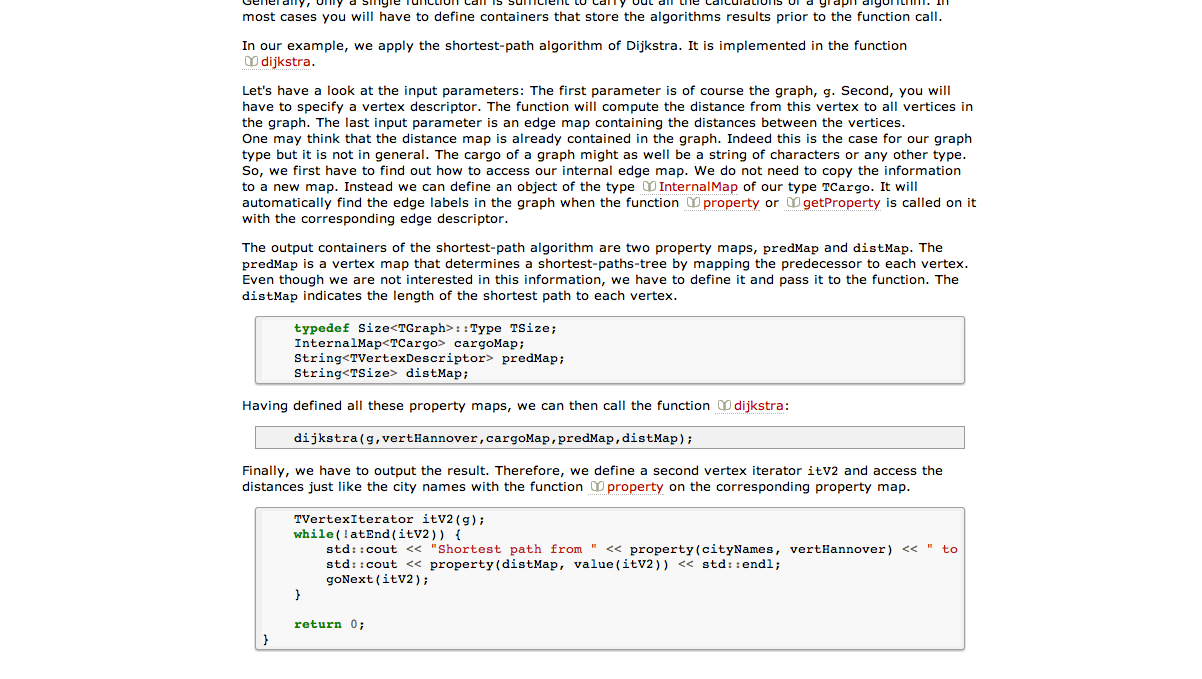 Generally, only a single function call is sufficient to carry out all the calculations of a graph algorithm. In
most cases you will have to define containers that store the algorithms results prior to the function call.
In our example, we apply the shortest-path algorithm of Dijkstra. It is implemented in the function
dijkstra.
Let's have a look at the input parameters: The first parameter is of course the graph, g. Second, you will
have to specify a vertex descriptor. The function will compute the distance from this vertex to all vertices in
the graph. The last input parameter is an edge map containing the distances between the vertices.
One may think that the distance map is already contained in the graph. Indeed this is the case for our graph
type but it is not in general. The cargo of a graph might as well be a string of characters or any other type.
So, we first have to find out how to access our internal edge map. We do not need to copy the information
to a new map. Instead we can define an object of the type InternalMap of our type TCargo. It will
automatically find the edge labels in the graph when the function property or getProperty is called on it
with the corresponding edge descriptor.
The output containers of the shortest-path algorithm are two property maps, predMap and distMap. The
predMap is a vertex map that determines a shortest-paths-tree by mapping the predecessor to each vertex.
Even though we are not interested in this information, we have to define it and pass it to the function. The
distMap indicates the length of the shortest path to each vertex.
typedef Size<TGraph>::Type TSize;
InternalMap<TCargo> cargoMap;
String<TVertexDescriptor> predMap;
String<TSize> distMap;
Having defined all these property maps, we can then call the function dijkstra:
dijkstra(g,vertHannover,cargoMap,predMap,distMap);
Finally, we have to output the result. Therefore, we define a second vertex iterator itV2 and access the
distances just like the city names with the function property on the corresponding property map.
TVertexIterator itV2(g);
while(!atEnd(itV2)) {
std::cout << "Shortest path from " << property(cityNames, vertHannover) << " to
std::cout << property(distMap, value(itV2)) << std::endl;
goNext(itV2);
}
return 0;
}